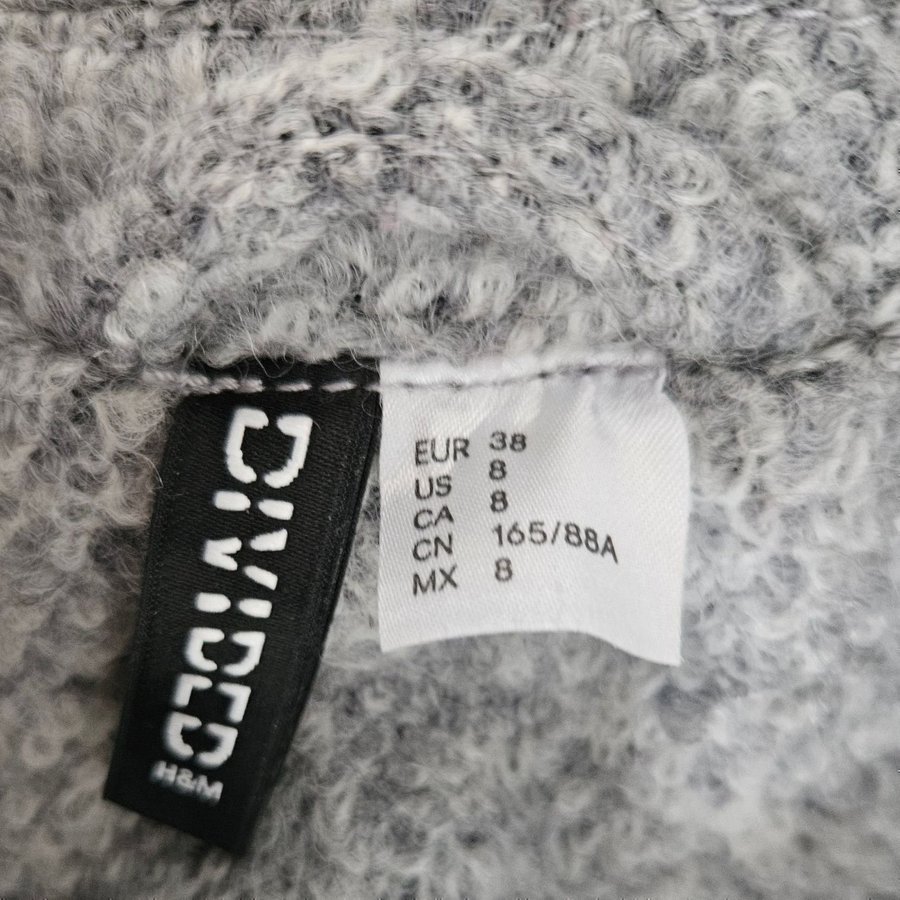 DIVIDED
H&M
EUR 38
US 8
CA 8
CN 165/88A
MX 8